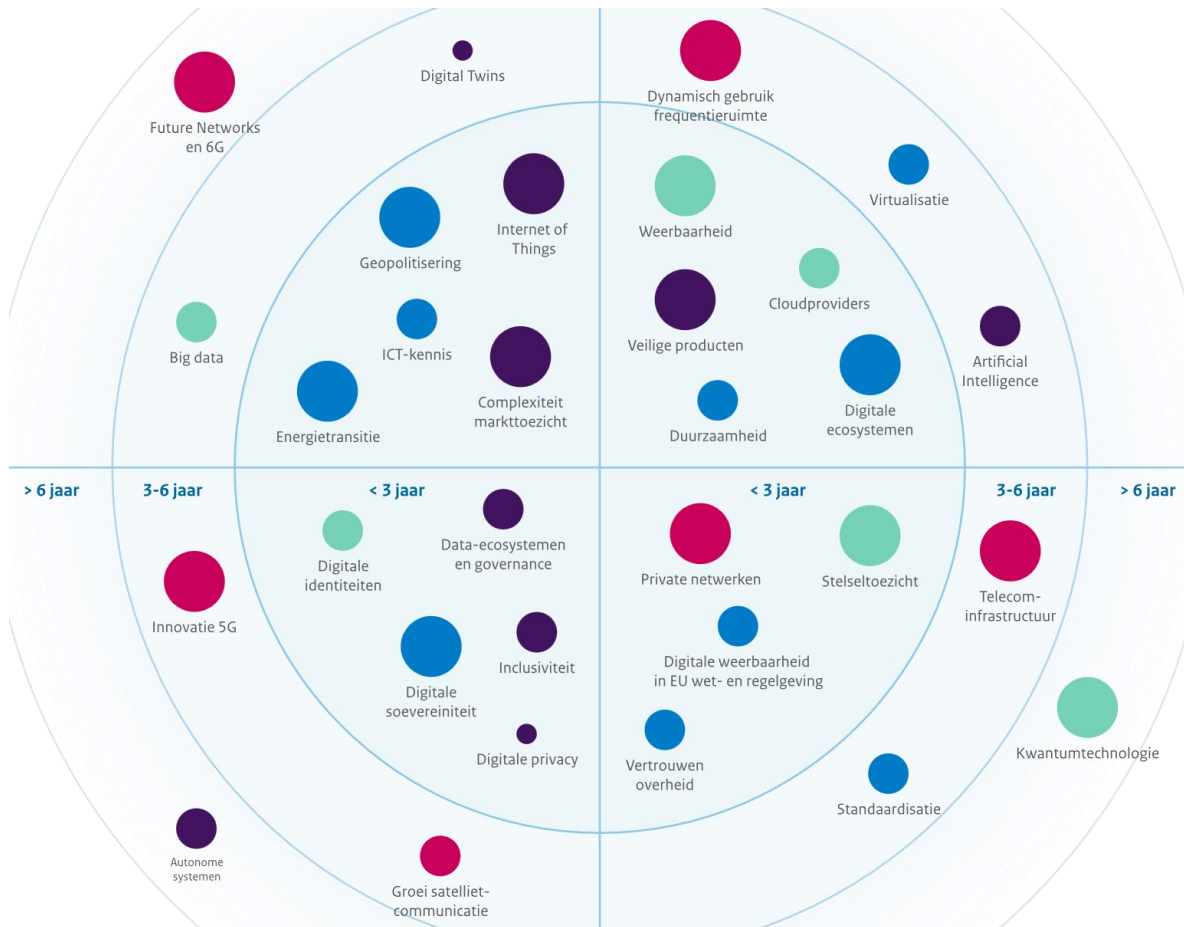 Digital Twins
Future Networks
en 6G
Dynamisch gebruik
frequentieruimte
Internet of
Things
Geopolitisering
Weerbaarheid
Virtualisatie
Cloudproviders
Big data
ICT-kennis
Veilige producten
Artificial
Intelligence
Complexiteit
markttoezicht
Energietransitie
Duurzaamheid
Digitale
ecosystemen
> 6 jaar
3-6 jaar
< 3 jaar
< 3 jaar
3-6 jaar
> 6 jaar
Digitale
identiteiten
Data-ecosystemen
en governance
Private netwerken
Stelseltoezicht
Telecom-
infrastructuur
Innovatie 5G
Inclusiviteit
Digitale
soevereiniteit
Digitale weerbaarheid
in EU wet- en regelgeving
Digitale privacy
Vertrouwen
overheid
Kwantumtechnologie
Standaardisatie
Autonome
systemen
Groei satelliet-
communicatie